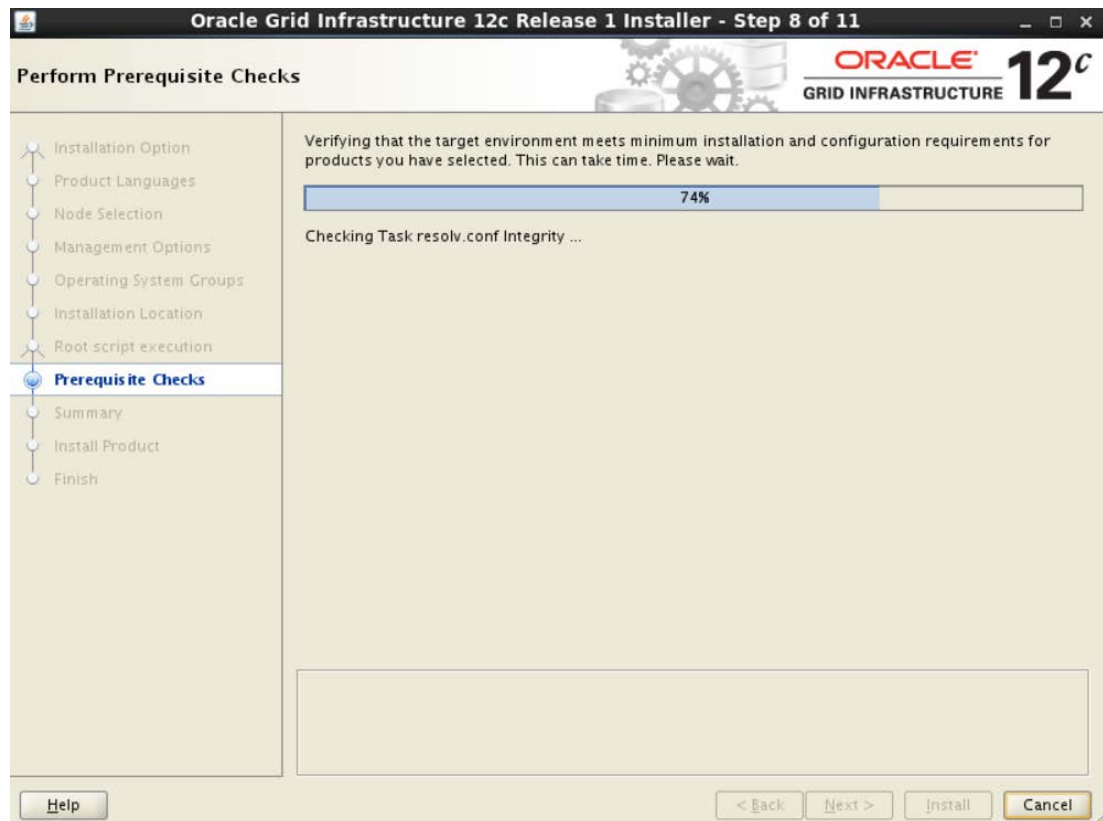 Oracle Grid Infrastructure 12c Release 1 Installer - Step 8 of 11
Perform Prerequisite Checks
ORACLE
GRID INFRASTRUCTURE
12c
Installation Option
Product Languages
Node Selection
Management Options
Operating System Groups
Installation Location
Root script execution
Prerequisite Checks
Summary
Install Product
Finish
Verifying that the target environment meets minimum installation and configuration requirements for
products you have selected. This can take time. Please wait.
74%
Checking Task resolv.conf Integrity ...
Help
< Back
Next >
Install
Cancel